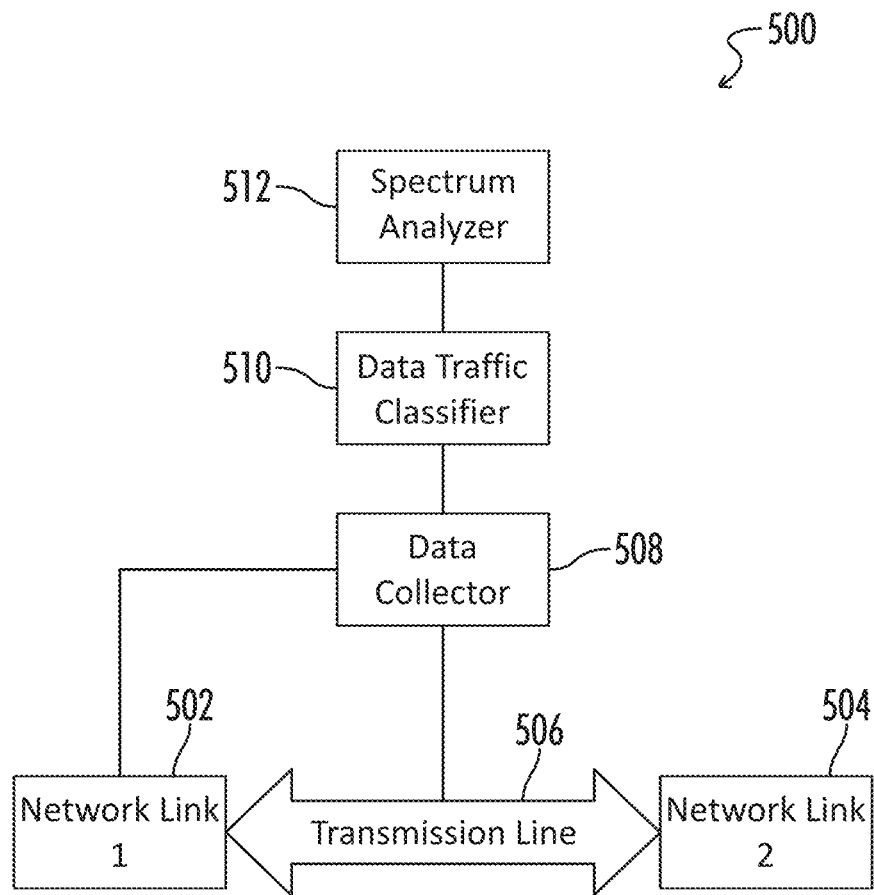 500
512
Spectrum
Analyzer
510
Data Traffic
Classifier
Data
Collector
508
502
506
504
Network Link
1
Transmission Line
Network Link
2